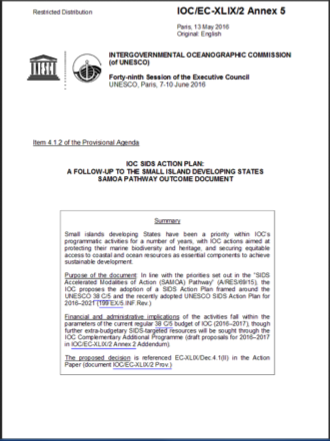 Restricted Distribution
IOC/EC-XLIX/2 Annex 5
Paris, 13 May 2016
Original: English
INTERGOVERNMENTAL OCEANOGRAPHIC COMMISSION
(of UNESCO)
Forty-ninth Session of the Executive Council
UNESCO, Paris, 7-10 June 2016
Item 4.1.2 of the Provisional Agenda
IOC SIDS ACTION PLAN:
A FOLLOW-UP TO THE SMALL ISLAND DEVELOPING STATES
SAMOA PATHWAY OUTCOME DOCUMENT
Summary
Small islands developing States have been a priority within IOC's
programmatic activities for a number of years, with IOC actions aimed at
protecting their marine biodiversity and heritage, and securing equitable
access to coastal and ocean resources as essential components to achieve
sustainable development.
Purpose of the document: In line with the priorities set out in the "SIDS
Accelerated Modalities of Action (SAMOA) Pathway" (A/RES/69/15), the
IOC proposes the adoption of a SIDS Action Plan framed around the
UNESCO 38 C/5 and the recently adopted UNESCO SIDS Action Plan for
2016–2021 (199 EX/5.INF.Rev.)
Financial and administrative implications of the activities fall within the
parameters of the current regular 38 C/5 budget of IOC (2016–2017), though
further extra-budgetary SIDS-targeted resources will be sought through the
IOC Complementary Additional Programme (draft proposals for 2016–2017
in IOC/EC-XLIX/2 Annex 2 Addendum).
The proposed decision is referenced EC-XLIX/Dec.4.1(II) in the Action
Paper (document IOC/EC-XLIX/2 Prov.)